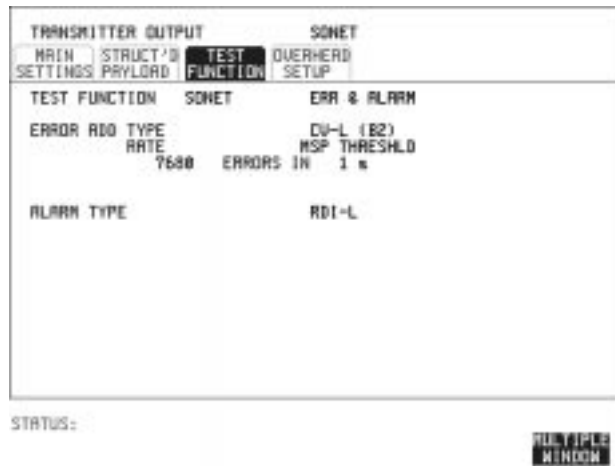 TRANSMITTER OUTPUT SONET
MAIN SETTINGS STRUCT'D PAYLOAD TEST FUNCTION OVERHEAD SETUP
TEST FUNCTION SONET ERR & ALARM
ERROR ADD TYPE CV-L (B2)
RATE MSP THRESHLD
7680 ERRORS IN 1 s
ALARM TYPE RDI-L
STATUS:
MULTIPLE
WINDOW